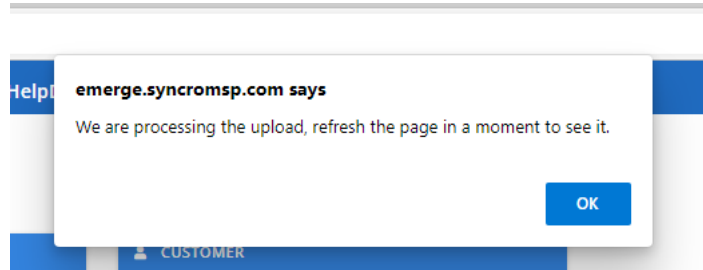 emerge.syncromsp.com says
Help
We are processing the upload, refresh the page in a moment to see it.
OK
CUSTOMER